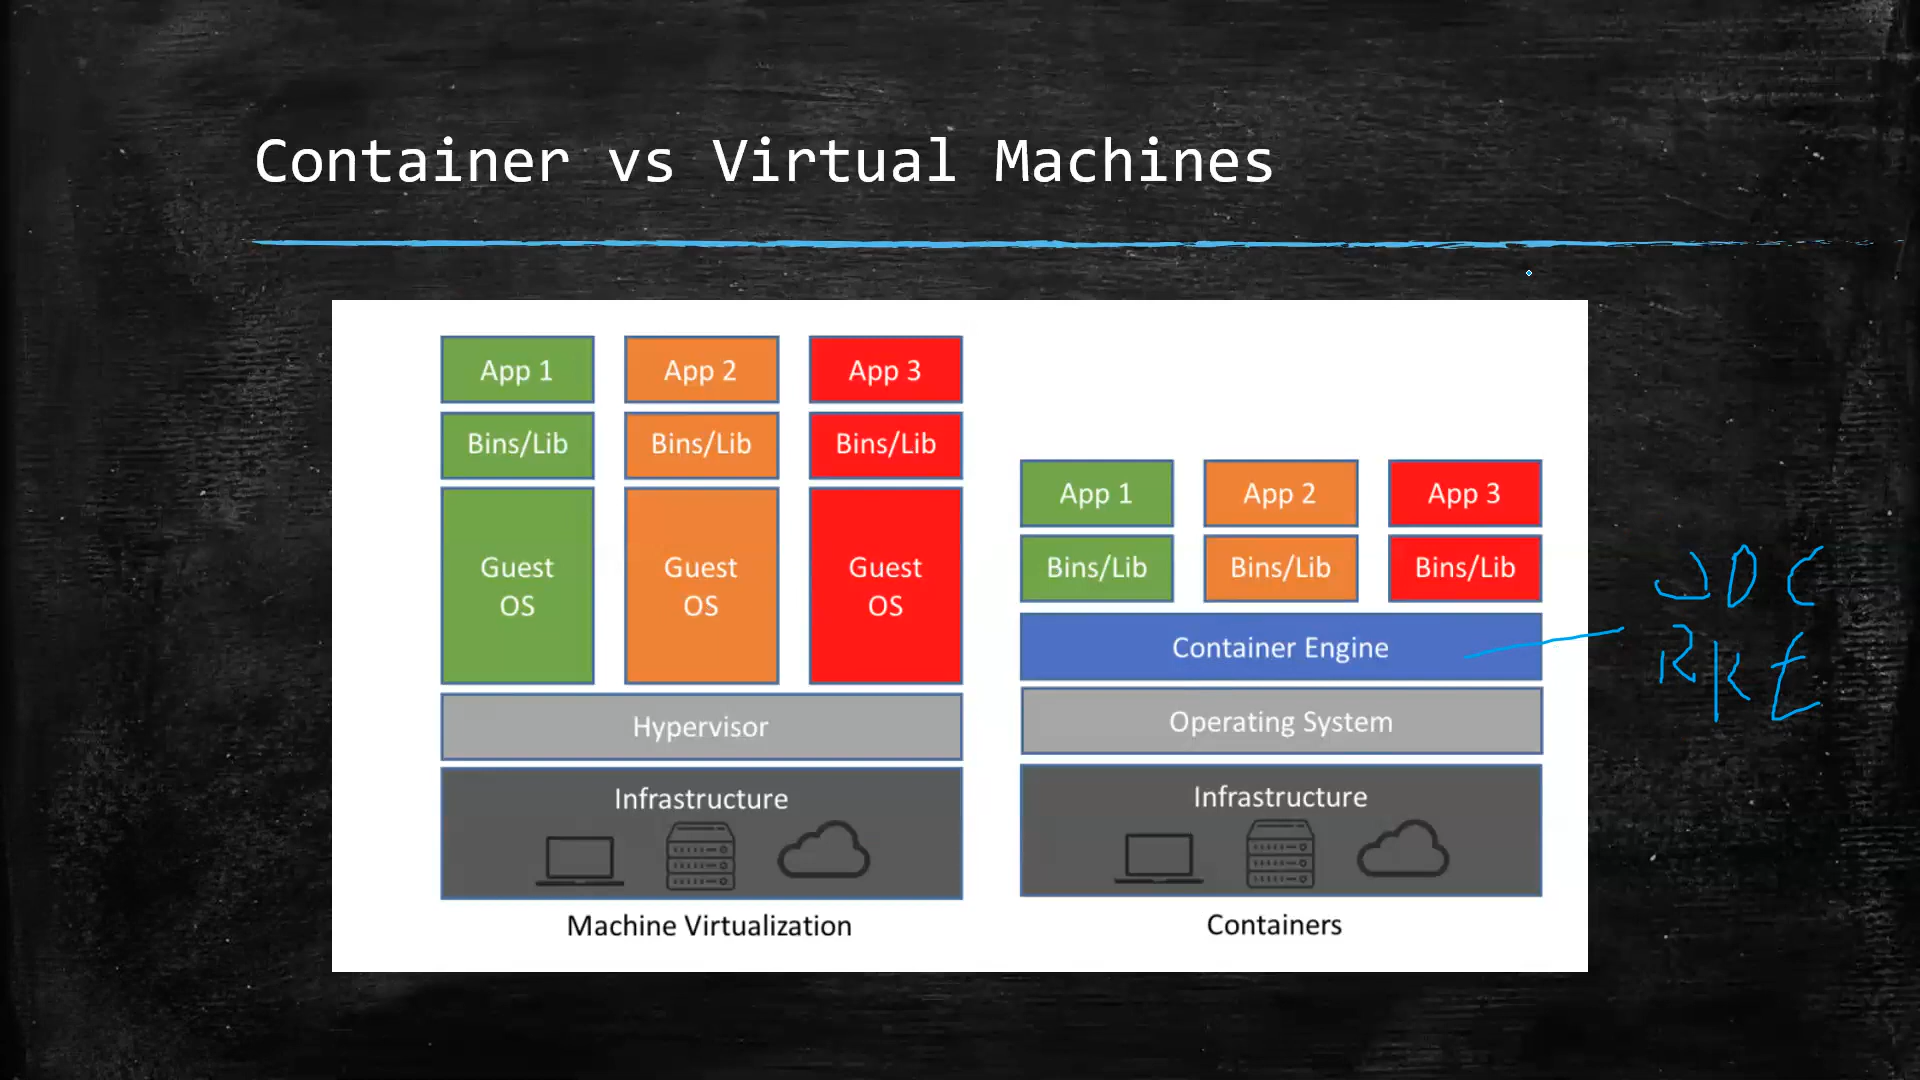 Container vs Virtual Machines
App 1 App 2 App 3
Bins/Lib Bins/Lib Bins/Lib
Guest OS Guest OS Guest OS
Hypervisor
Infrastructure
Machine Virtualization
App 1 App 2 App 3
Bins/Lib Bins/Lib Bins/Lib
Container Engine
Operating System
Infrastructure
Containers
RKt